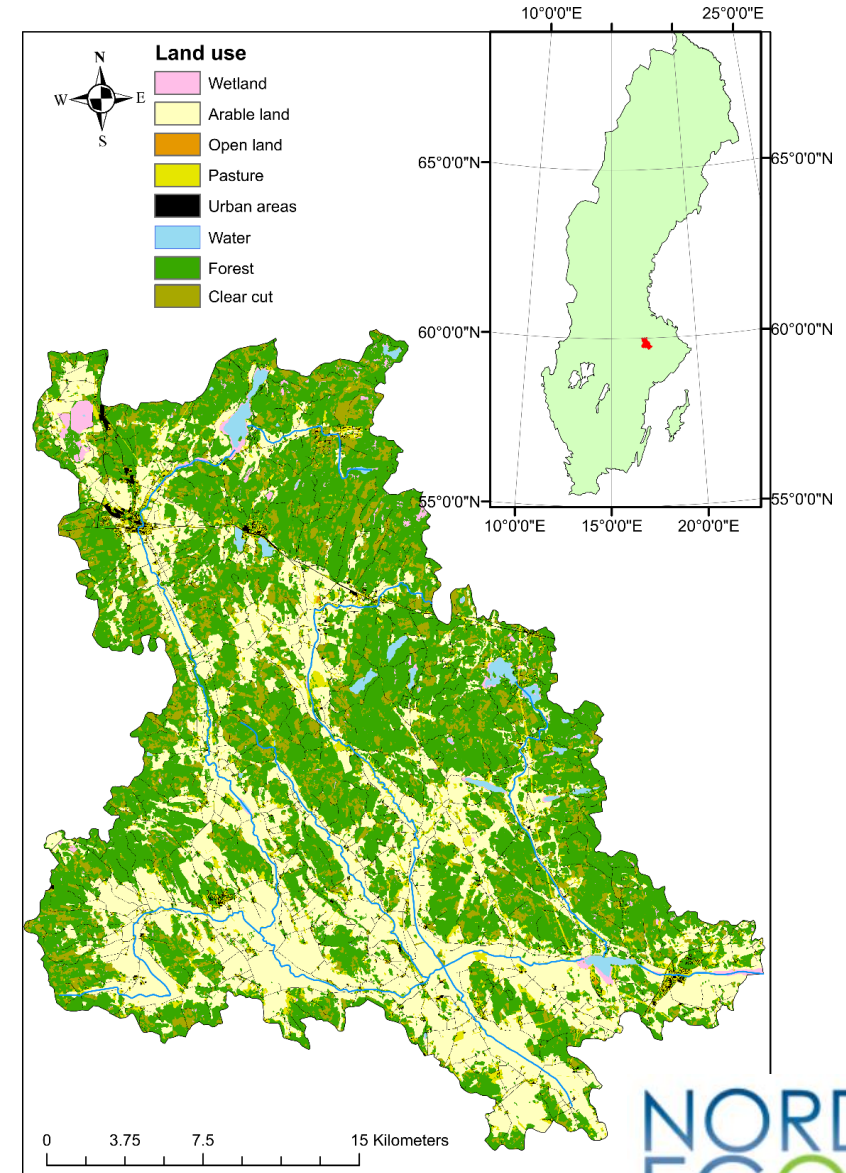 Land use
N
W E
S
Wetland
Arable land
Open land
Pasture
Urban areas
Water
Forest
Clear cut
10°0'0"E 25°0'0"E
65°0'0"N 65°0'0"N
60°0'0"N 60°0'0"N
55°0'0"N 55°0'0"N
10°0'0"E 15°0'0"E 20°0'0"E
0 3.75 7.5 15 Kilometers
NORD